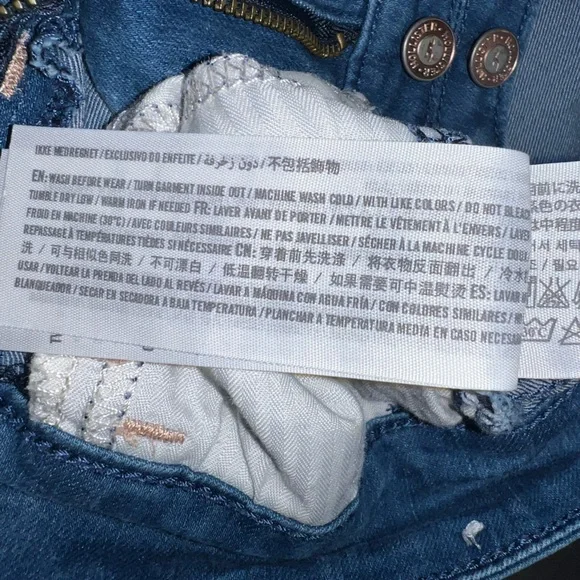 IXXE MEDREGNET / EXCLUSIVO DO ENFEITE / دون زخرفة / 不包括飾物
EN: WASH BEFORE WEAR / TURN GARMENT INSIDE OUT / MACHINE WASH COLD / WITH LIKE COLORS / DO NOT BLEACH
TUMBLE DRY LOW / WARM IRON IF NEEDED FR: LAVER AVANT DE PORTER / METTRE LE VÊTEMENT À L'ENVERS / LAV
FROID EN MACHINE (30°C) / AVEC COULEURS SIMILAIRES / NE PAS JAVELLISER / SÉCHER À LA MACHINE CYCLE DOU
REPASSAGE À TEMPÉRATURES TIÈDES SI NÉCESSAIRE CN: 穿着前先洗涤 / 将衣物反面翻出 / 冷水
洗 / 可与相似色同洗 / 不可漂白 / 低温翻转干燥 / 如果需要可中温熨烫 ES: LAVAR
USAR / VOLTEAR LA PRENDA DEL LADO AL REVÉS / LAVAR A MÁQUINA CON AGUA FRÍA / CON COLORES SIMILARES /
BLANQUEADOR / SECAR EN SECADORA A BAJA TEMPERATURA / PLANCHAR A TEMPERATURA MEDIA EN CASO NECESAR